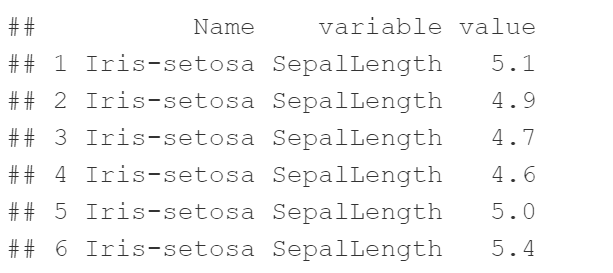 ##          Name    variable value
## 1 Iris-setosa SepalLength   5.1
## 2 Iris-setosa SepalLength   4.9
## 3 Iris-setosa SepalLength   4.7
## 4 Iris-setosa SepalLength   4.6
## 5 Iris-setosa SepalLength   5.0
## 6 Iris-setosa SepalLength   5.4